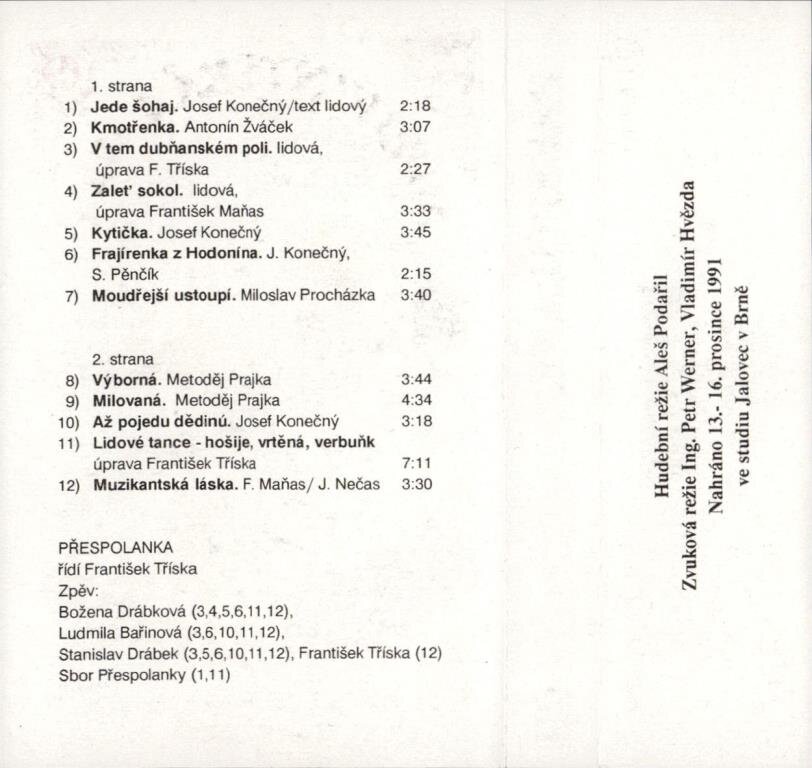 1. strana
1) Jede šohaj. Josef Konečný/text lidový 2:18
2) Kmotřenka. Antonín Žváček 3:07
3) V tem dubňanském poli. lidová,
úprava F. Tříska 2:27
4) Zaleť sokol. lidová,
úprava František Maňas 3:33
5) Kytička. Josef Konečný 3:45
6) Frajírenka z Hodonína. J. Konečný,
S. Pěnčík 2:15
7) Moudřejší ustoupí. Miloslav Procházka 3:40
2. strana
8) Výborná. Metoděj Prajka 3:44
9) Milovaná. Metoděj Prajka 4:34
10) Až pojedu dědinú. Josef Konečný 3:18
11) Lidové tance - hošije, vrtěná, verbuňk
úprava František Tříska 7:11
12) Muzikantská láska. F. Maňas/ J. Nečas 3:30
PŘESPOLANKA
řídí František Tříska
Zpěv:
Božena Drábková (3,4,5,6,11,12),
Ludmila Bařinová (3,6,10,11,12),
Stanislav Drábek (3,5,6,10,11,12), František Tříska (12)
Sbor Přespolanky (1,11)
Hudební režie Aleš Podařil
Zvuková režie Ing. Petr Werner, Vladimír Hvězda
Nahráno 13.- 16. prosince 1991
ve studiu Jalovec v Brně